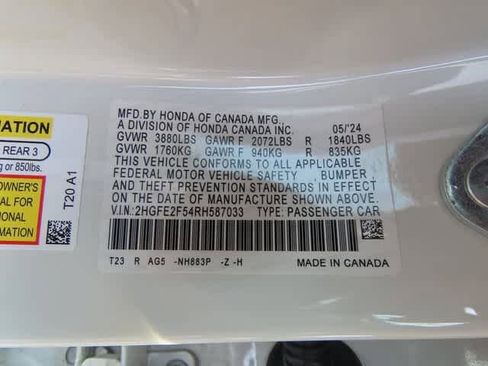 MFD.BY HONDA OF CANADA MFG.
A DIVISION OF HONDA CANADA INC. 05/'24
GVWR 3880LBS GAWR F 2072LBS R 1840LBS
GVWR 1760KG GAWR F 940KG R 835KG
THIS VEHICLE CONFORMS TO ALL APPLICABLE
FEDERAL MOTOR VEHICLE SAFETY BUMPER,
AND THEFT PREVENTION STANDARDS IN EFFECT
ON THE DATE OF MANUFACTURE SHOWN ABOVE.
V.I.N:2HGFE2F54RH587033 TYPE: PASSENGER CAR
T23 R AG5 -NH883P -Z -H MADE IN CANADA
MATION
REAR 3
or 850lbs.
OWNER'S
AL FOR
IONAL
MATION
T20 A1